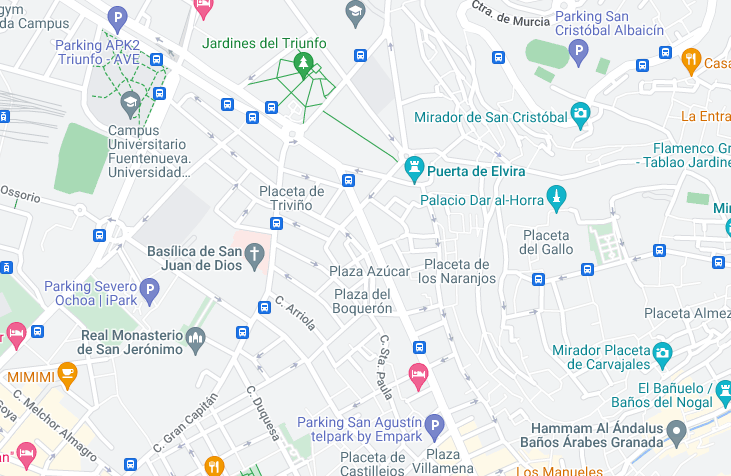 gym
da Campus
Parking APK2
Triunfo - AVE
Jardines del Triunfo
Ctra. de Murcia
Parking San
Cristóbal Albaicín
Casa
La Entra
Mirador de San Cristóbal
Campus
Universitario
Fuentenueva.
Universidad...
Flamenco Gr
- Tablao Jardine
Puerta de Elvira
Ossorio
Placeta de
Triviño
Palacio Dar al-Horra
Mir
Basílica de San
Juan de Dios
Placeta
del Gallo
Plaza Azúcar
Placeta de
los Naranjos
Parking Severo
Ochoa | iPark
Plaza del
Boquerón
C. Arriola
Placeta Almez
Real Monasterio
de San Jerónimo
C. Sta. Paula
Mirador Placeta
de Carvajales
MIMIMI
El Bañuelo /
Baños del Nogal
C. Melchor Almagro
Goya
C. Gran Capitán
C. Duquesa
Parking San Agustín
telpark by Empark
Hammam Al Ándalus
Baños Árabes Granada
Placeta de
Castillejos
Plaza
Villamena
Los Manueles